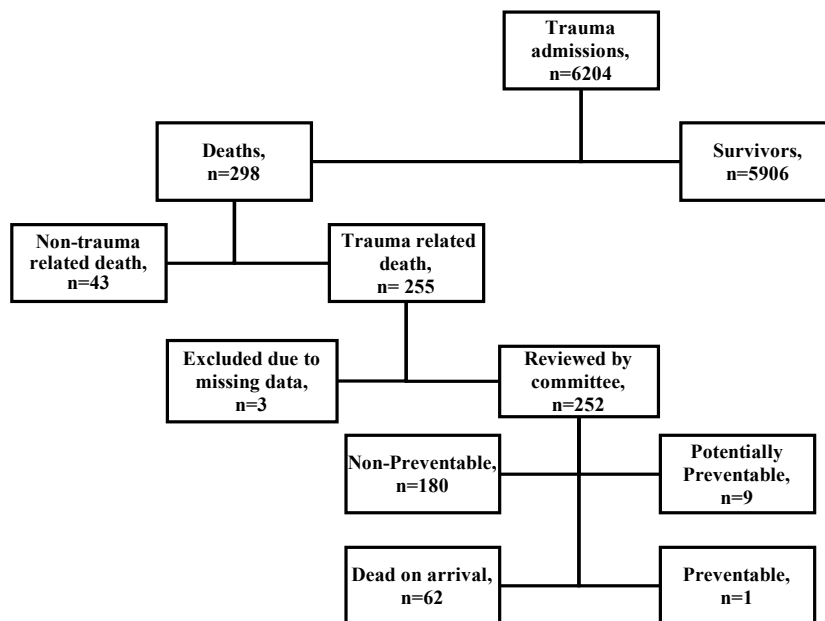 Trauma
admissions,
n=6204
Deaths,
n=298
Survivors,
n=5906
Non-trauma
related death,
n=43
Trauma related
death,
n= 255
Excluded due to
missing data,
n=3
Reviewed by
committee,
n=252
Non-Preventable,
n=180
Potentially
Preventable,
n=9
Dead on arrival,
n=62
Preventable,
n=1